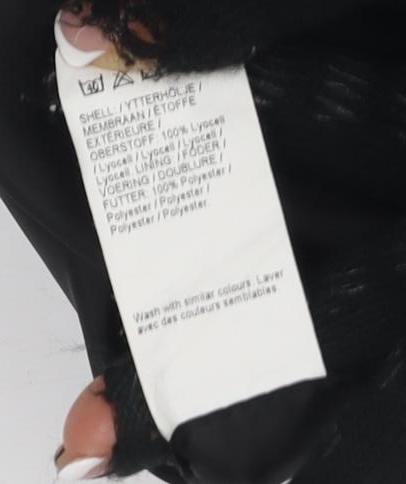 40
SHELL: / YTTERHÖLJE /
MEMBRAAN / ÉTOFFE
EXTÉRIEURE /
OBERSTOFF: 100% Lyocell
/ Lyocell / Lyocell / Lyocell /
Lyocell. LINING: / FODER /
VOERING / DOUBLURE /
FUTTER: 100% Polyester /
Polyester / Polyester /
Polyester / Polyester.
Wash with similar colours. Laver
avec des couleurs semblables.